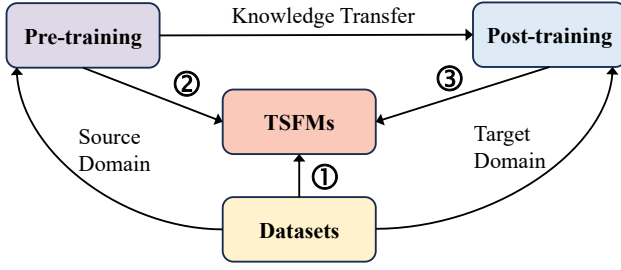 Knowledge Transfer
Pre-training
Post-training
②
③
TSFMs
Source
Domain
Target
Domain
①
Datasets